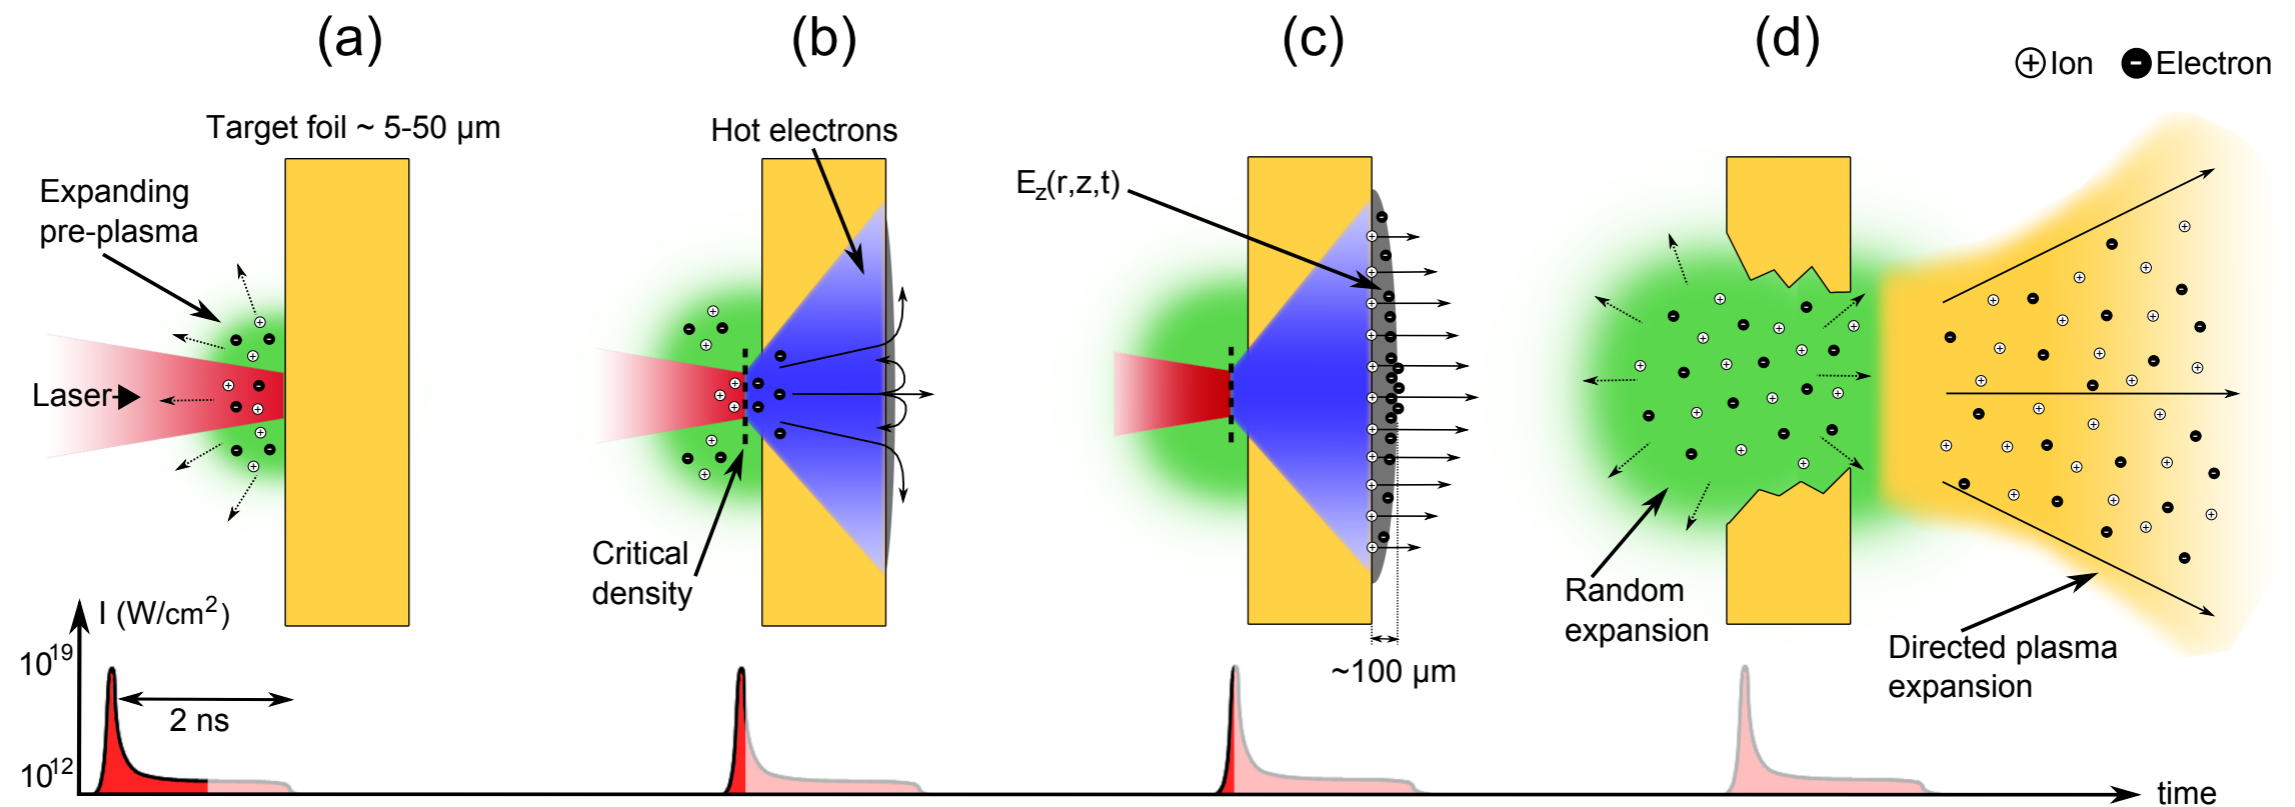 (a)
(b)
(c)
(d)
Ion
Electron
Target foil ~ 5-50 µm
Expanding
pre-plasma
Laser
Hot electrons
Critical
density
E_z(r,z,t)
~100 µm
Random
expansion
Directed plasma
expansion
I (W/cm²)
10¹⁹
10¹²
2 ns
time